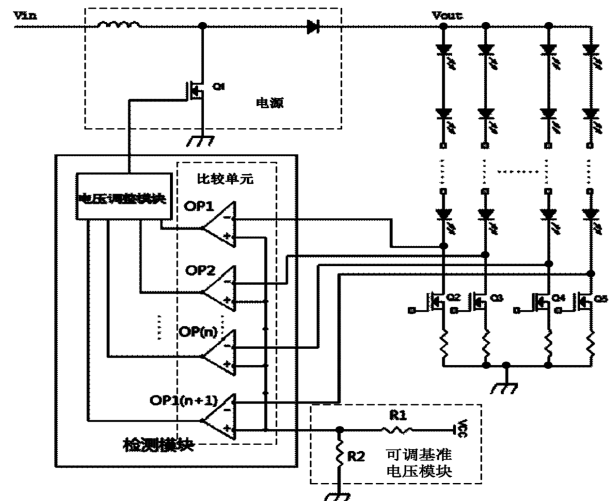 Vin
Vout
Q1
电源
比较单元
电压调整模块
OP1
OP2
Q2
Q3
Q4
Q5
OP(n)
OP1(n+1)
检测模块
R1
VCC
R2
可调基准
电压模块